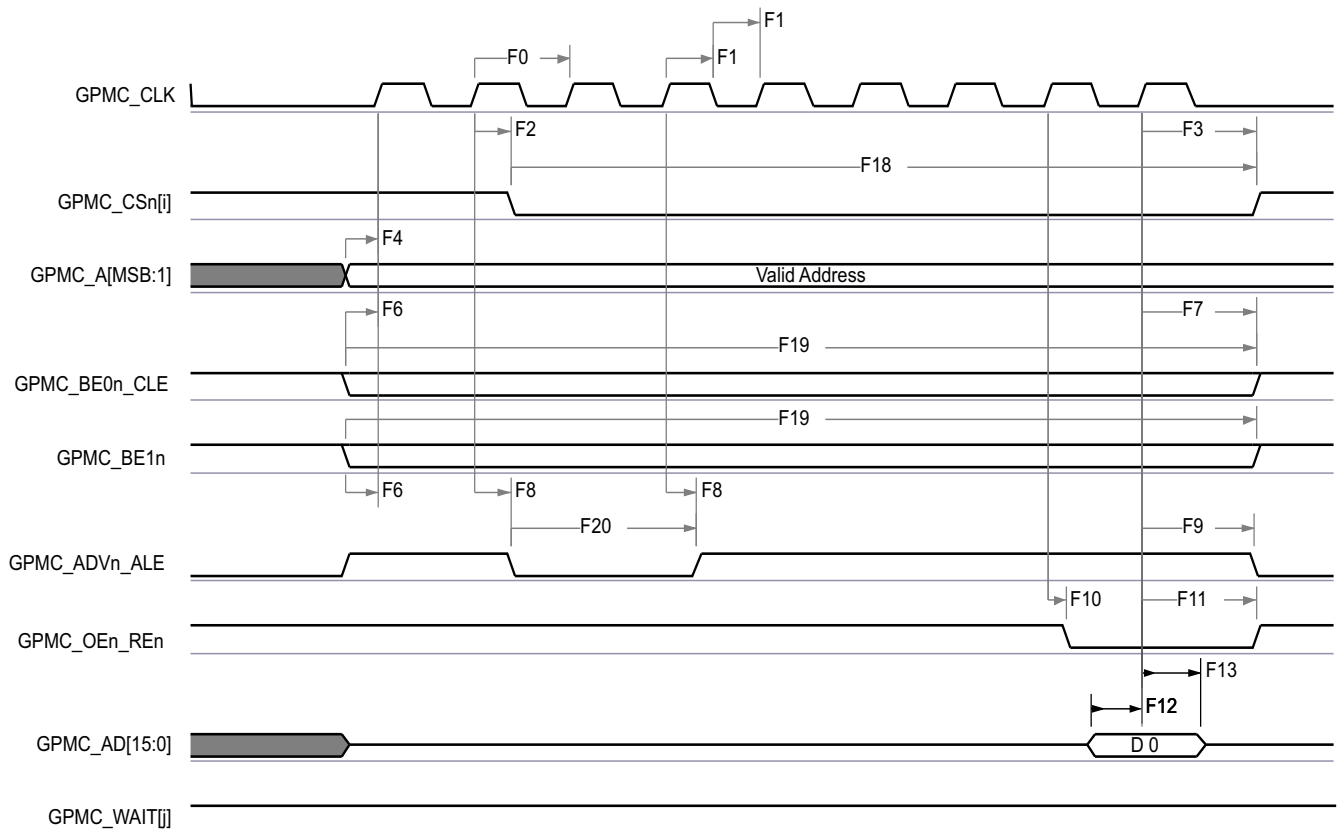 F1
F0
F1
GPMC_CLK
F2
F3
F18
GPMC_CSn[i]
F4
GPMC_A[MSB:1]
Valid Address
F6
F7
F19
GPMC_BE0n_CLE
F19
GPMC_BE1n
F6
F8
F8
F20
F9
GPMC_ADVn_ALE
F10
F11
GPMC_OEn_REn
F13
F12
GPMC_AD[15:0]
D 0
GPMC_WAIT[j]